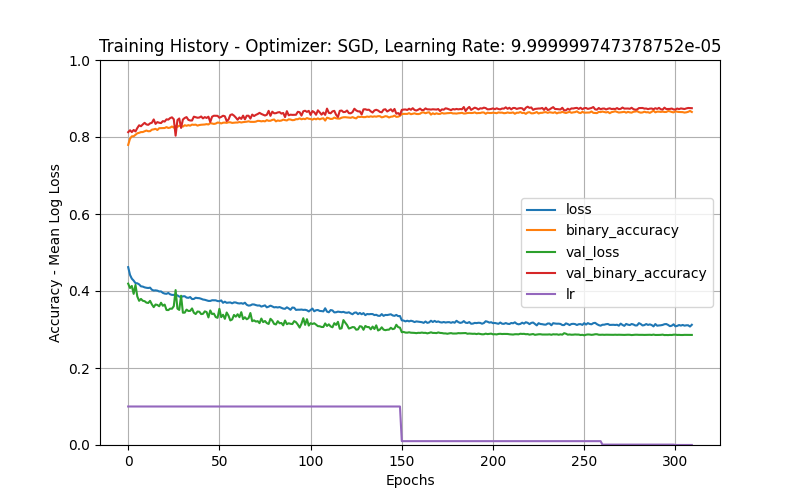 Training History - Optimizer: SGD, Learning Rate: 9.999999747378752e-05
Accuracy - Mean Log Loss
1.0
0.8
0.6
0.4
0.2
0.0
loss
binary_accuracy
val_loss
val_binary_accuracy
lr
0 50 100 150 200 250 300
Epochs